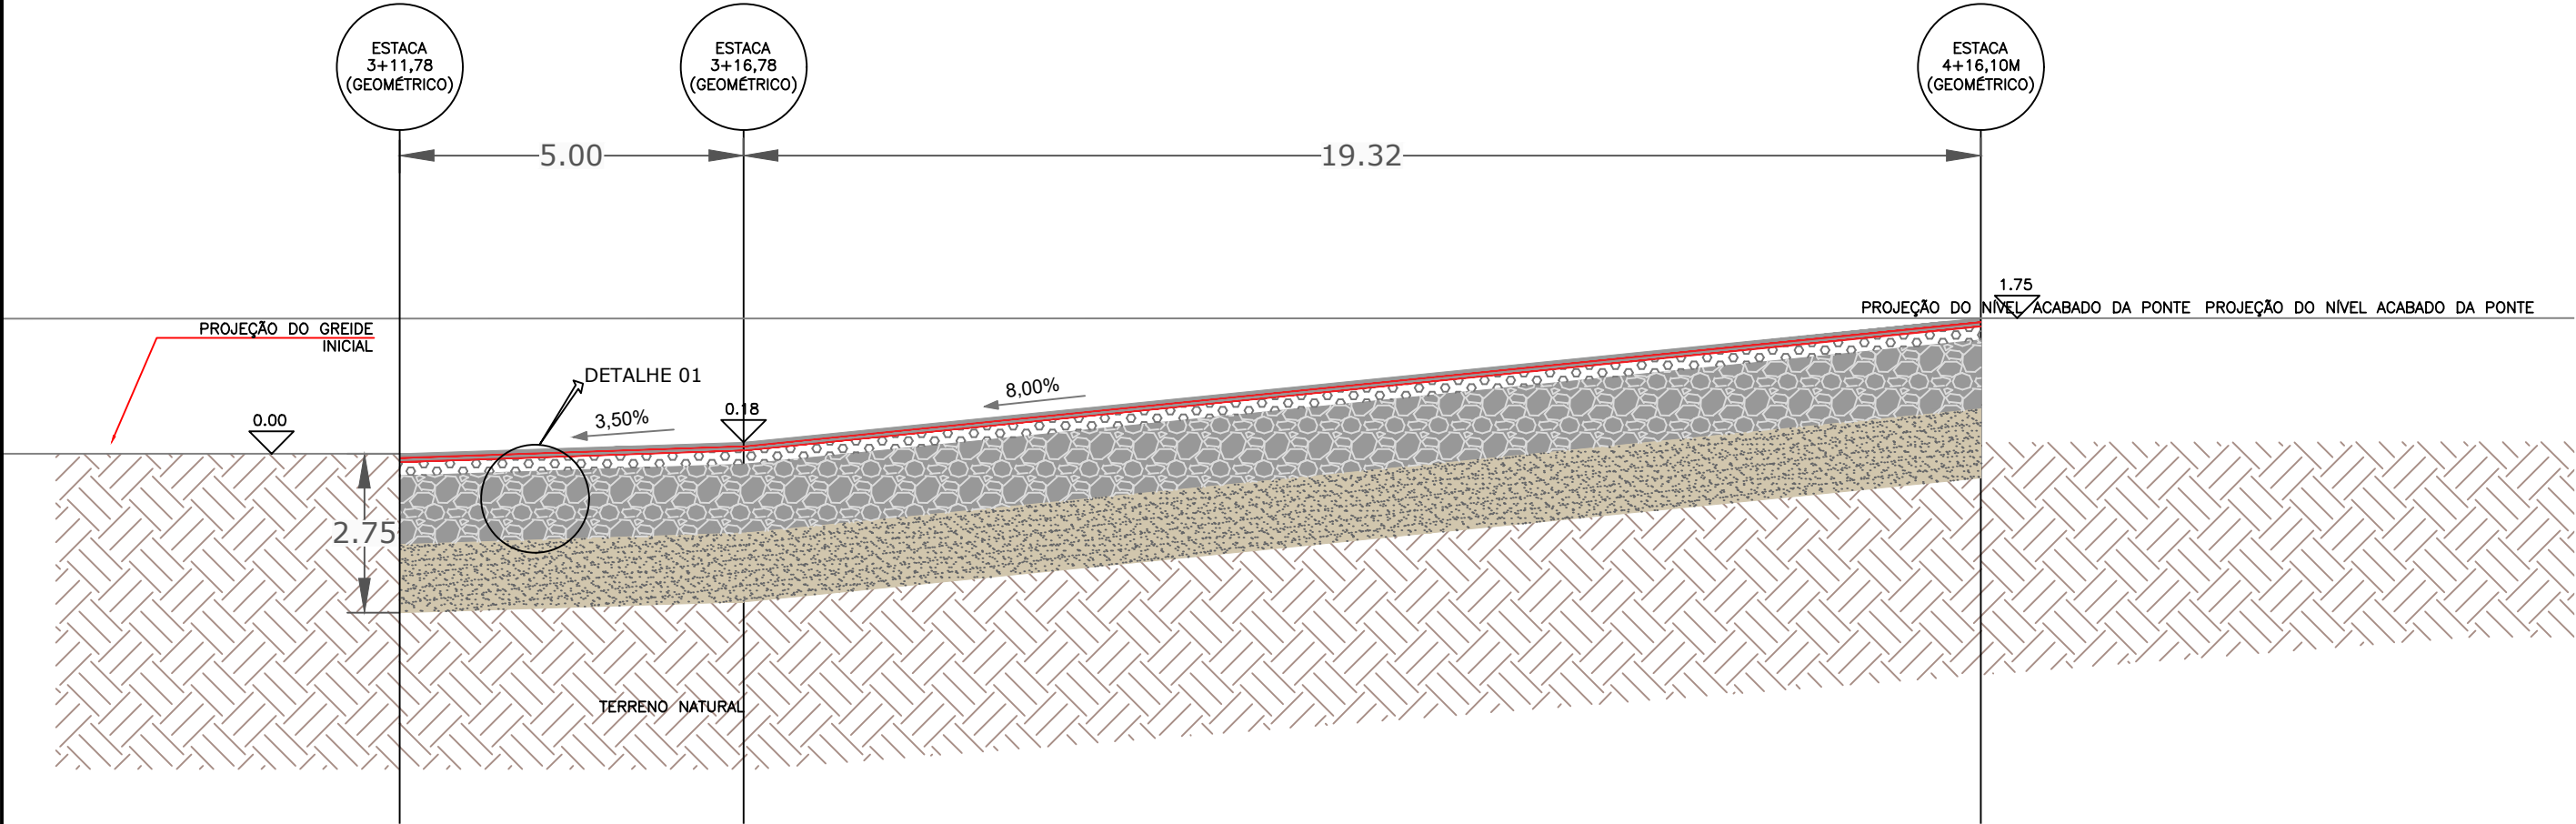 ESTACA
3+11,78
(GEOMÉTRICO)
ESTACA
3+16,78
(GEOMÉTRICO)
ESTACA
4+16,10M
(GEOMÉTRICO)
5.00
19.32
1.75
PROJEÇÃO DO NÍVEL ACABADO DA PONTE PROJEÇÃO DO NÍVEL ACABADO DA PONTE
PROJEÇÃO DO GREIDE
INICIAL
DETALHE 01
8,00%
3,50%
0.18
0.00
2.75
TERRENO NATURAL